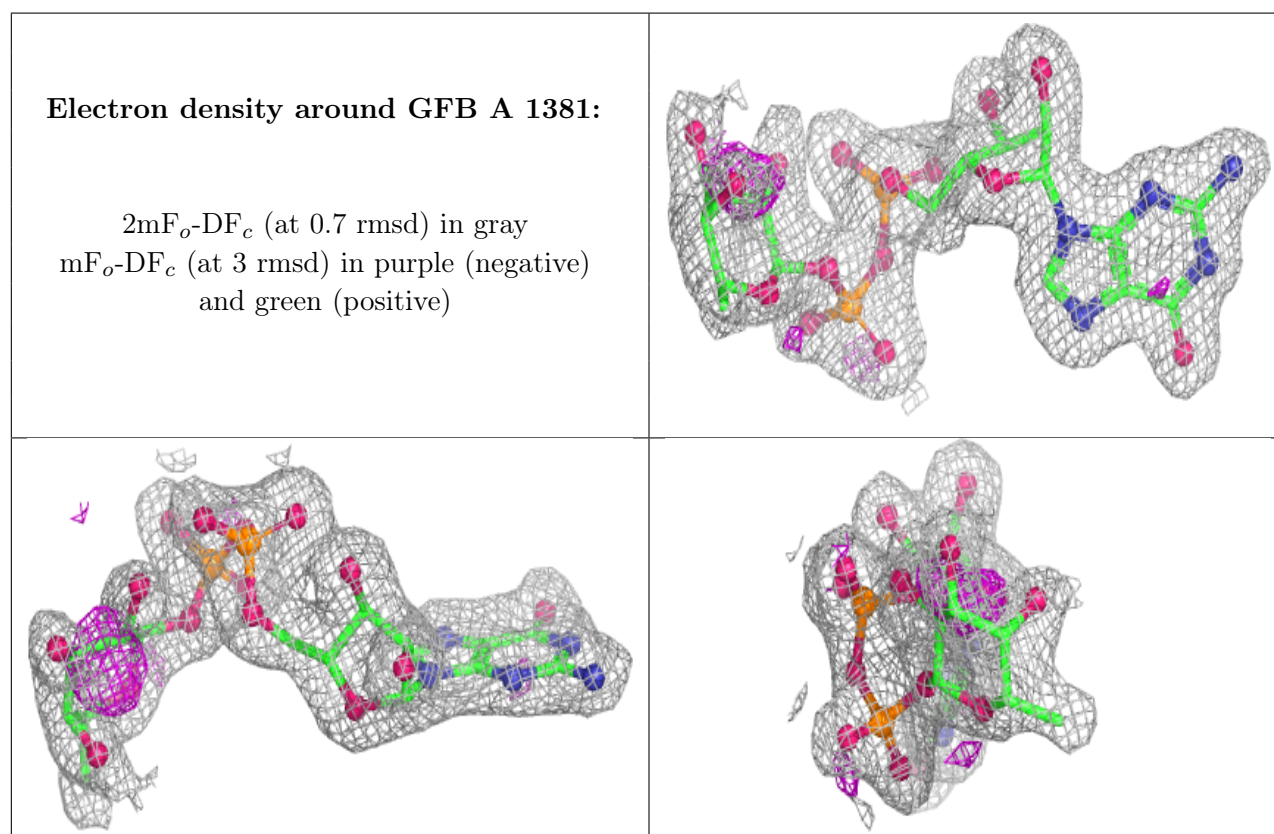 Electron density around GFB A 1381:
2mFo-DFc (at 0.7 rmsd) in gray
mFo-DFc (at 3 rmsd) in purple (negative)
and green (positive)